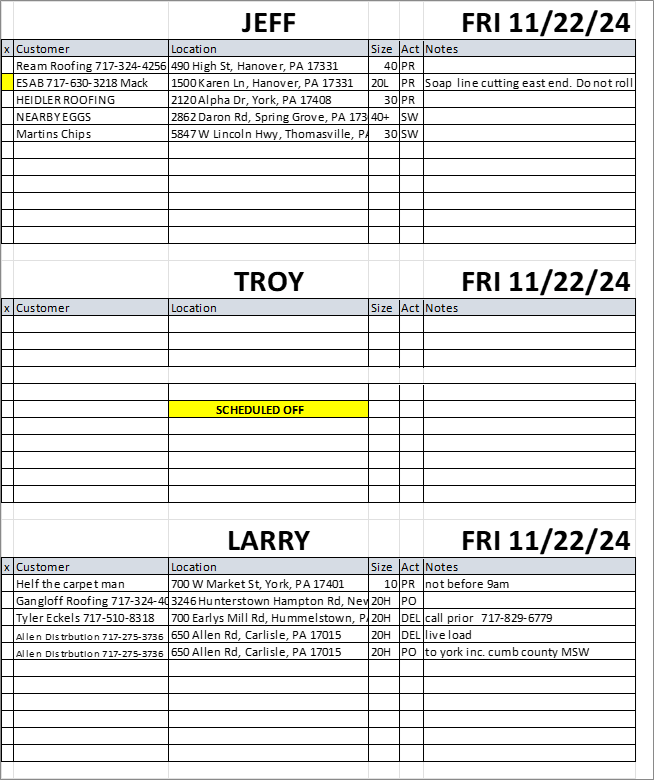 JEFF FRI 11/22/24
x Customer Location Size Act Notes
Ream Roofing 717-324-4256 490 High St, Hanover, PA 17331 40 PR
ESAB 717-630-3218 Mack 1500 Karen Ln, Hanover, PA 17331 20L PR Soap line cutting east end. Do not roll
HEIDLER ROOFING 2120 Alpha Dr, York, PA 17408 30 PR
NEARBY EGGS 2862 Daron Rd, Spring Grove, PA 173 40+ SW
Martins Chips 5847 W Lincoln Hwy, Thomasville, PA 30 SW
TROY FRI 11/22/24
x Customer Location Size Act Notes
SCHEDULED OFF
LARRY FRI 11/22/24
x Customer Location Size Act Notes
Helf the carpet man 700 W Market St, York, PA 17401 10 PR not before 9am
Gangloff Roofing 717-324-40 3246 Hunterstown Hampton Rd, New 20H PO
Tyler Eckels 717-510-8318 700 Earlys Mill Rd, Hummelstown, PA 20H DEL call prior 717-829-6779
Allen Distrbution 717-275-3736 650 Allen Rd, Carlisle, PA 17015 20H DEL live load
Allen Distrbution 717-275-3736 650 Allen Rd, Carlisle, PA 17015 20H PO to york inc. cumb county MSW